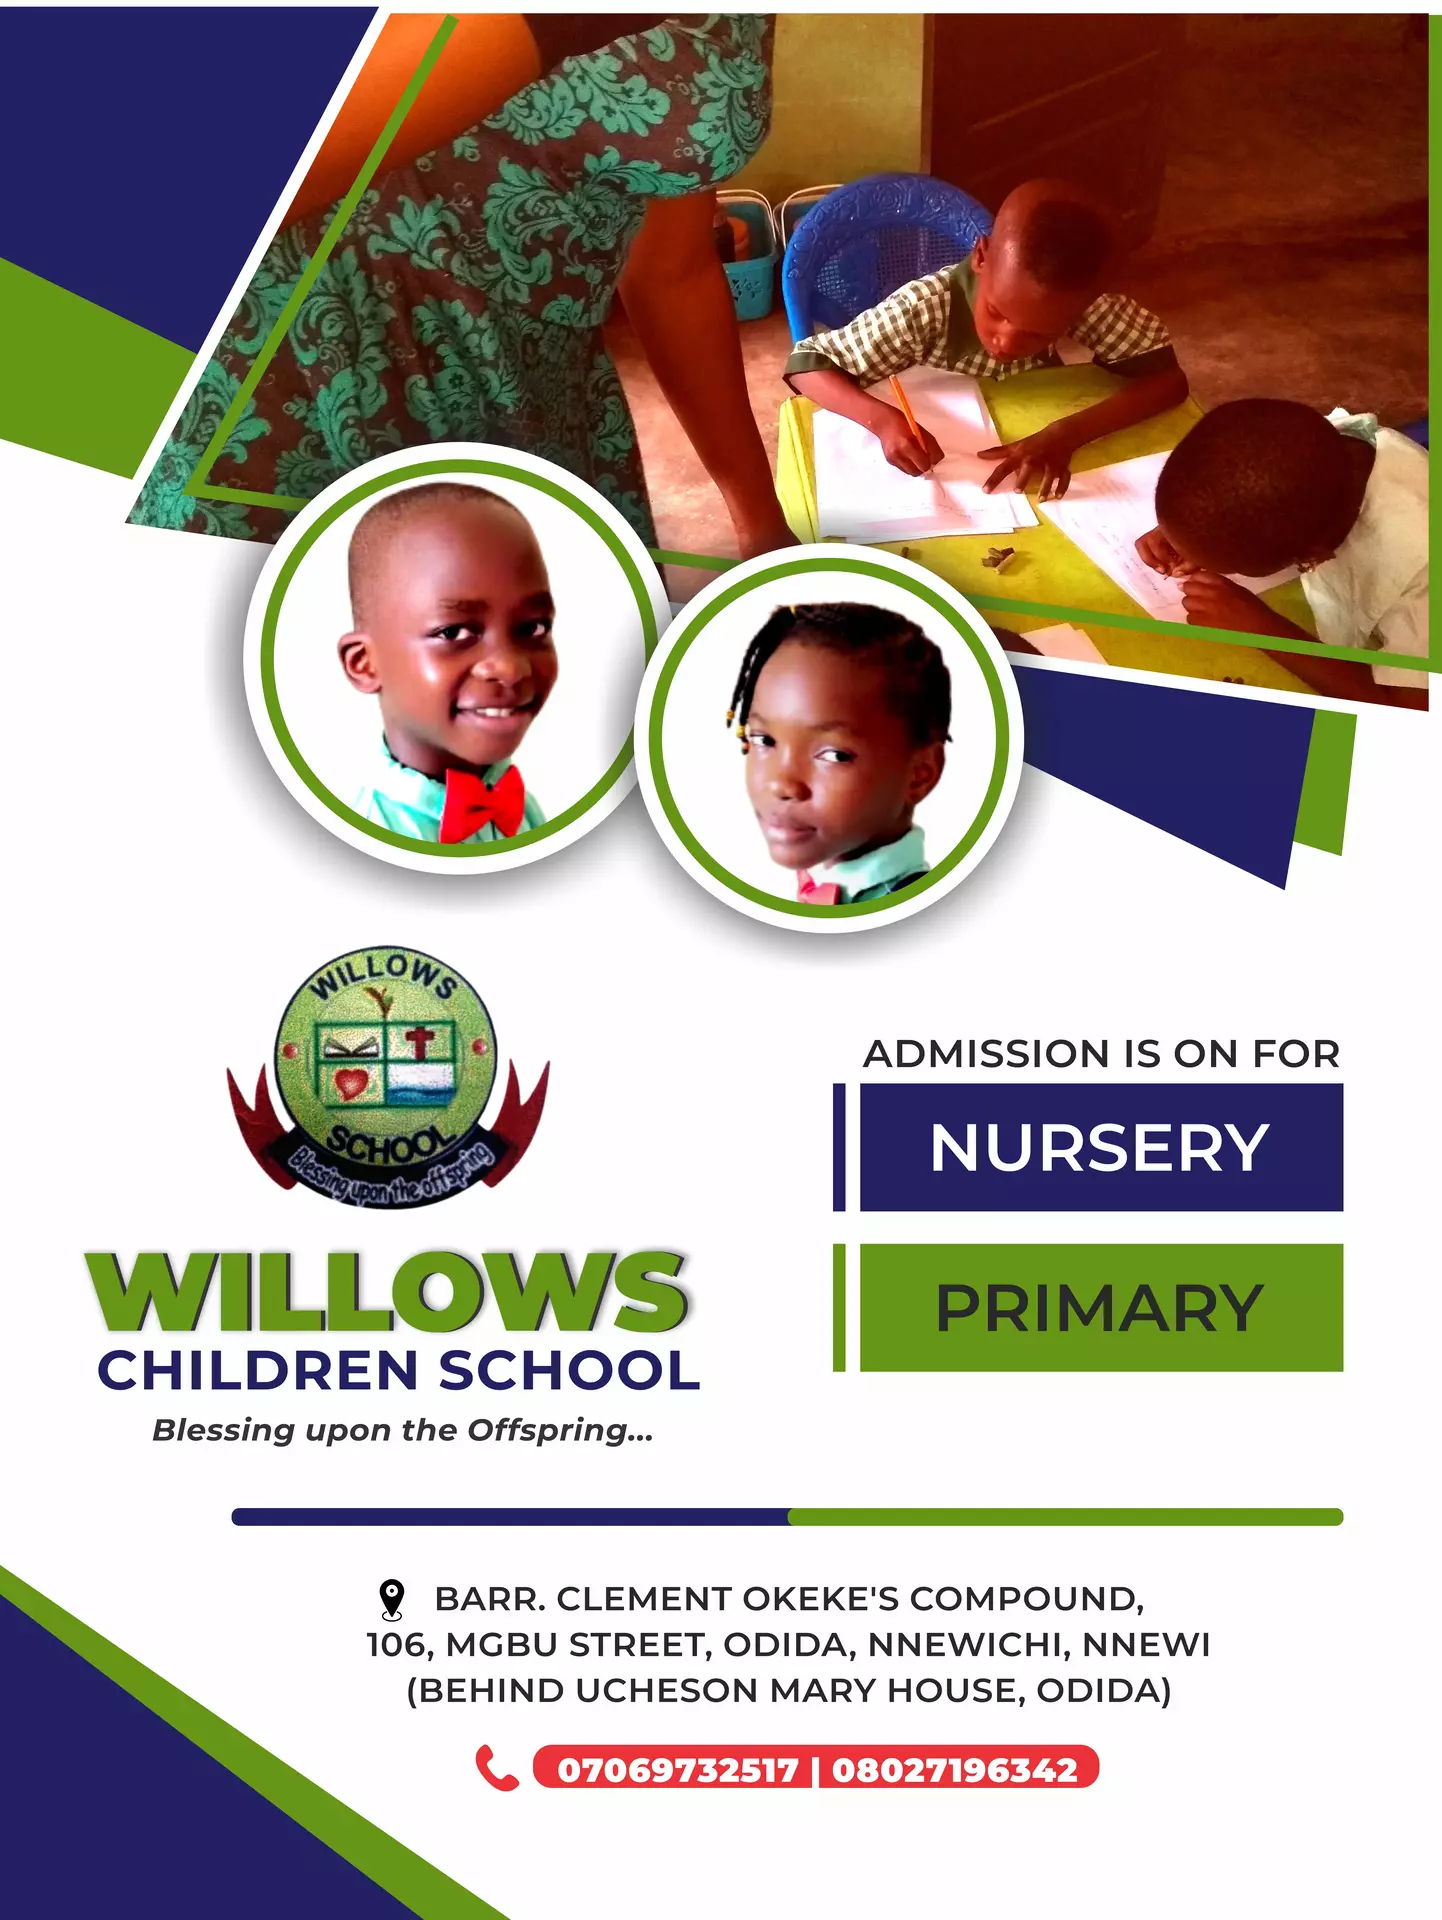 WILLOWS
SCHOOL
Blessing upon the offspring
WILLOWS
CHILDREN SCHOOL
Blessing upon the Offspring...
ADMISSION IS ON FOR
NURSERY
PRIMARY
BARR. CLEMENT OKEKE'S COMPOUND,
106, MGBU STREET, ODIDA, NNEWICHI, NNEWI
(BEHIND UCHESON MARY HOUSE, ODIDA)
07069732517 | 08027196342